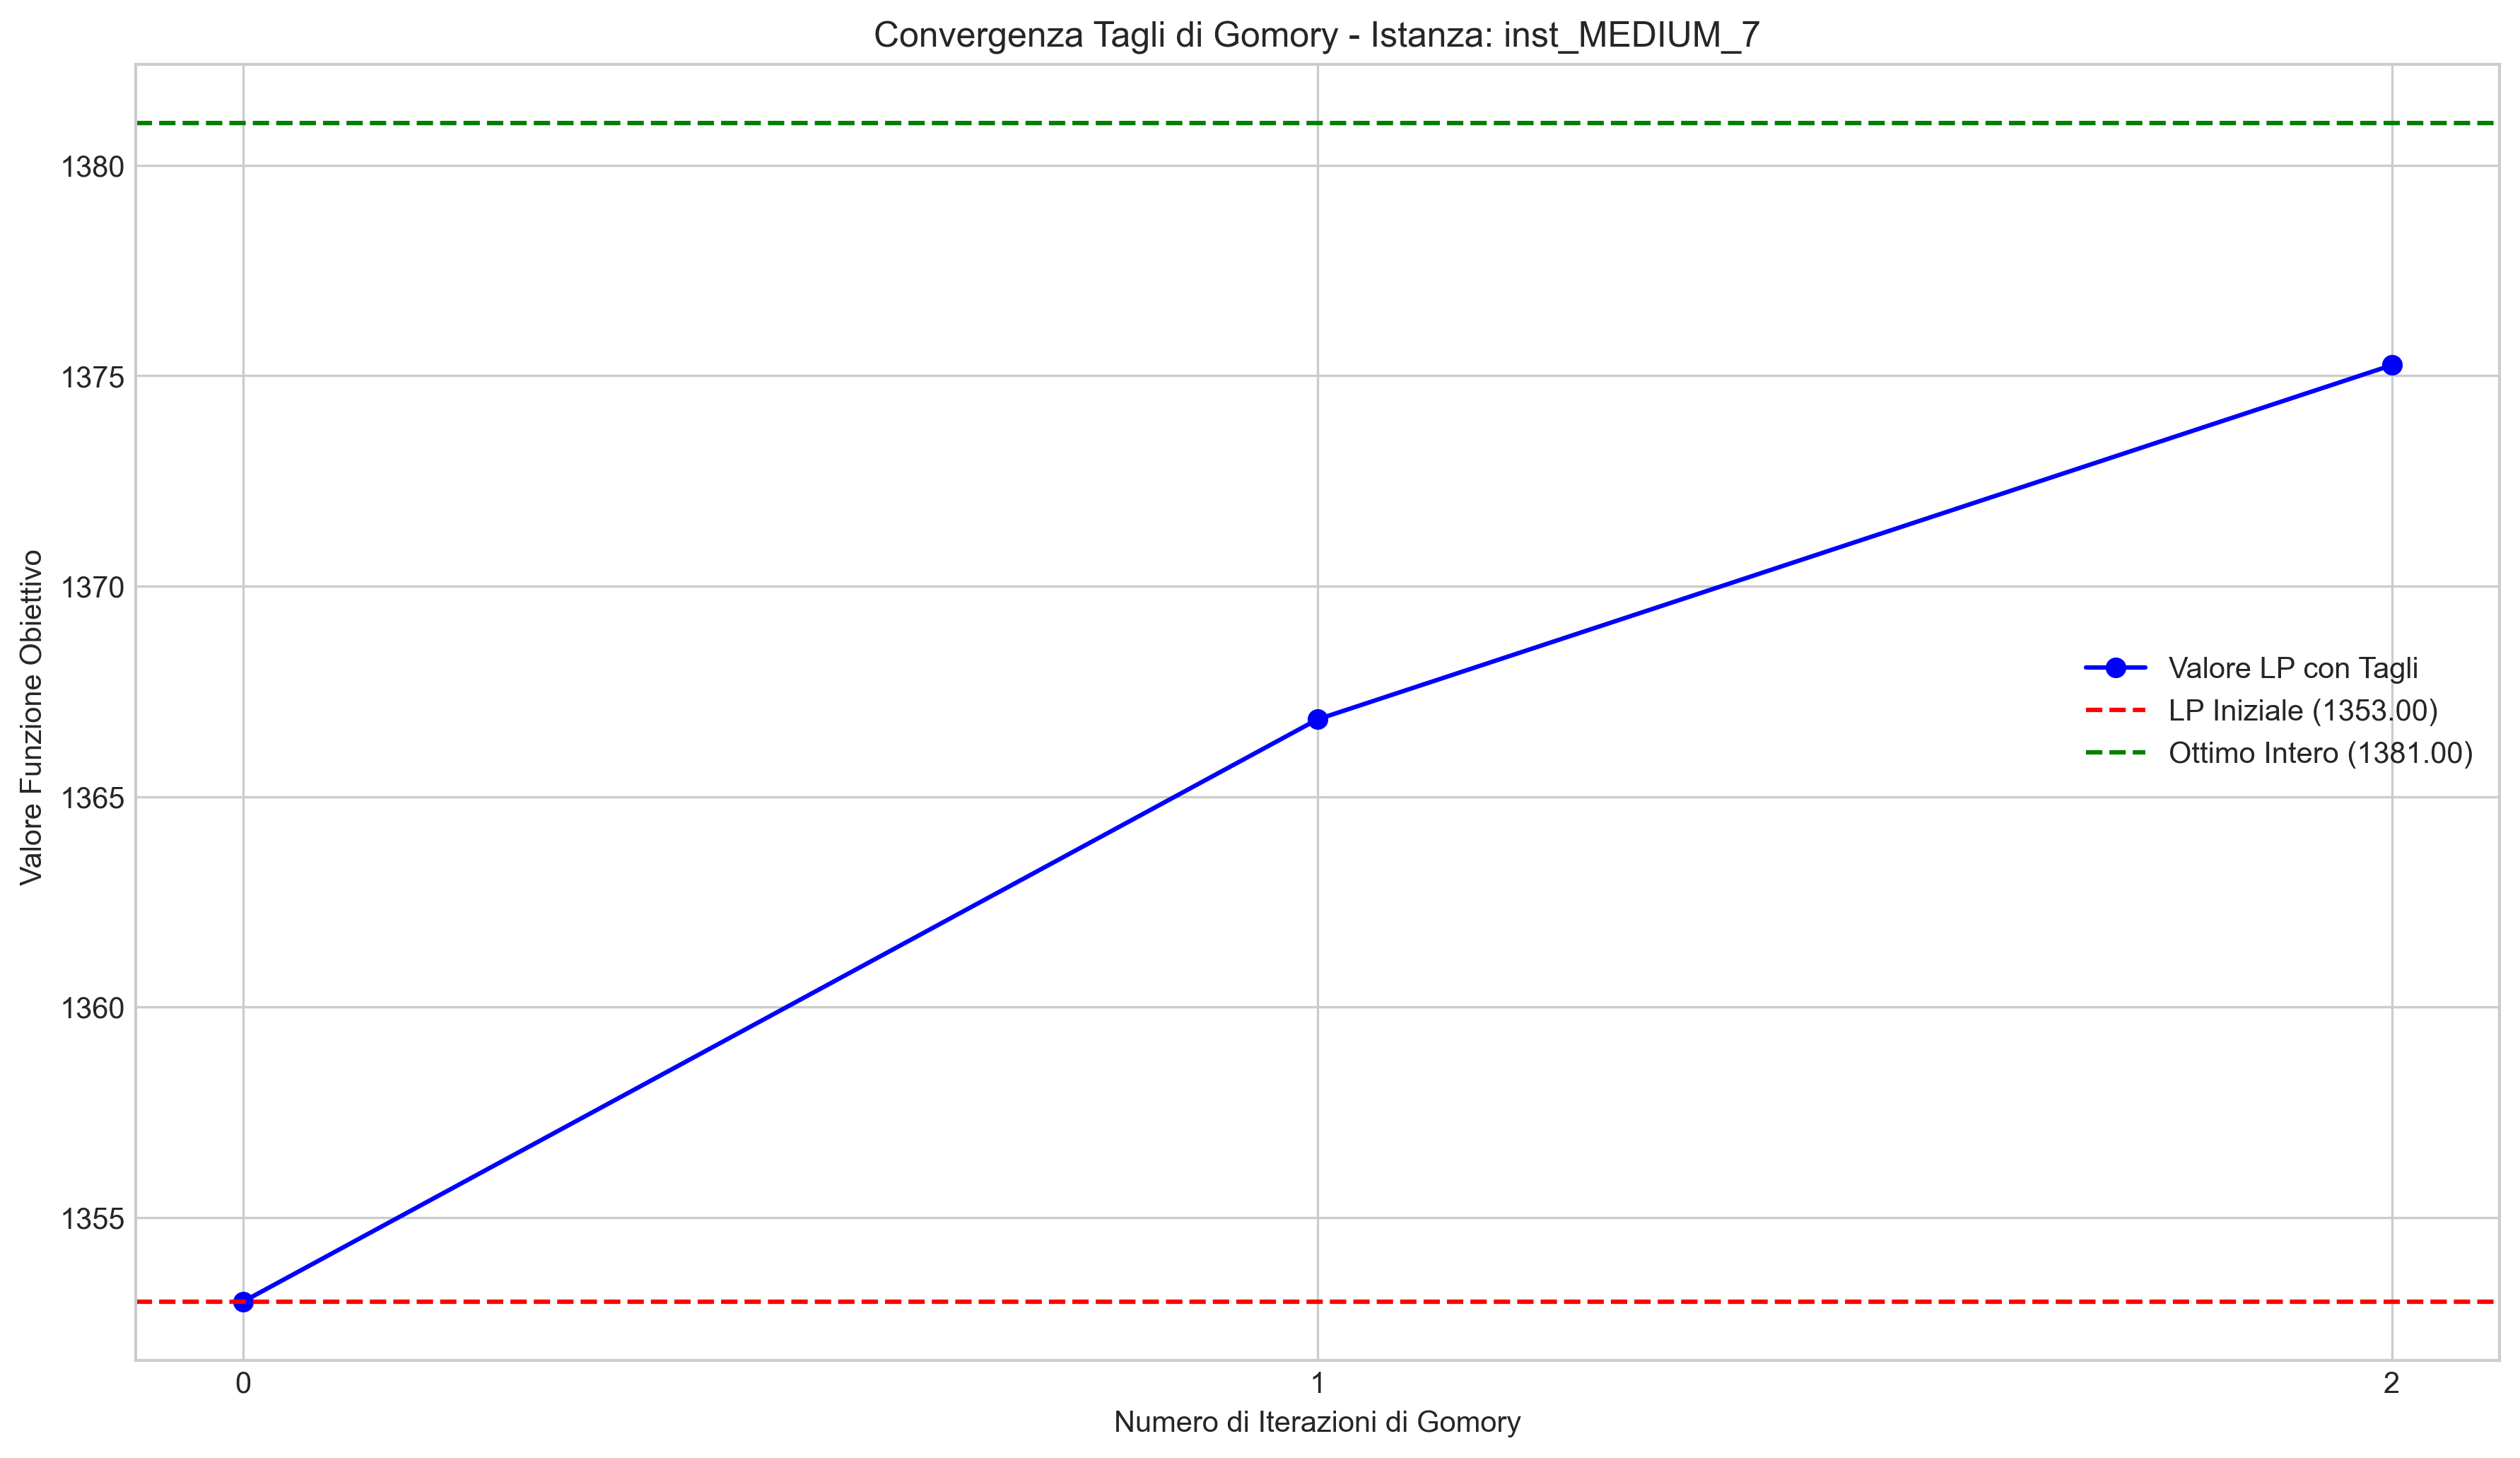 Convergenza Tagli di Gomory - Istanza: inst_MEDIUM_7
Valore Funzione Obiettivo
1380
1375
1370
1365
1360
1355
Valore LP con Tagli
LP Iniziale (1353.00)
Ottimo Intero (1381.00)
0
1
2
Numero di Iterazioni di Gomory